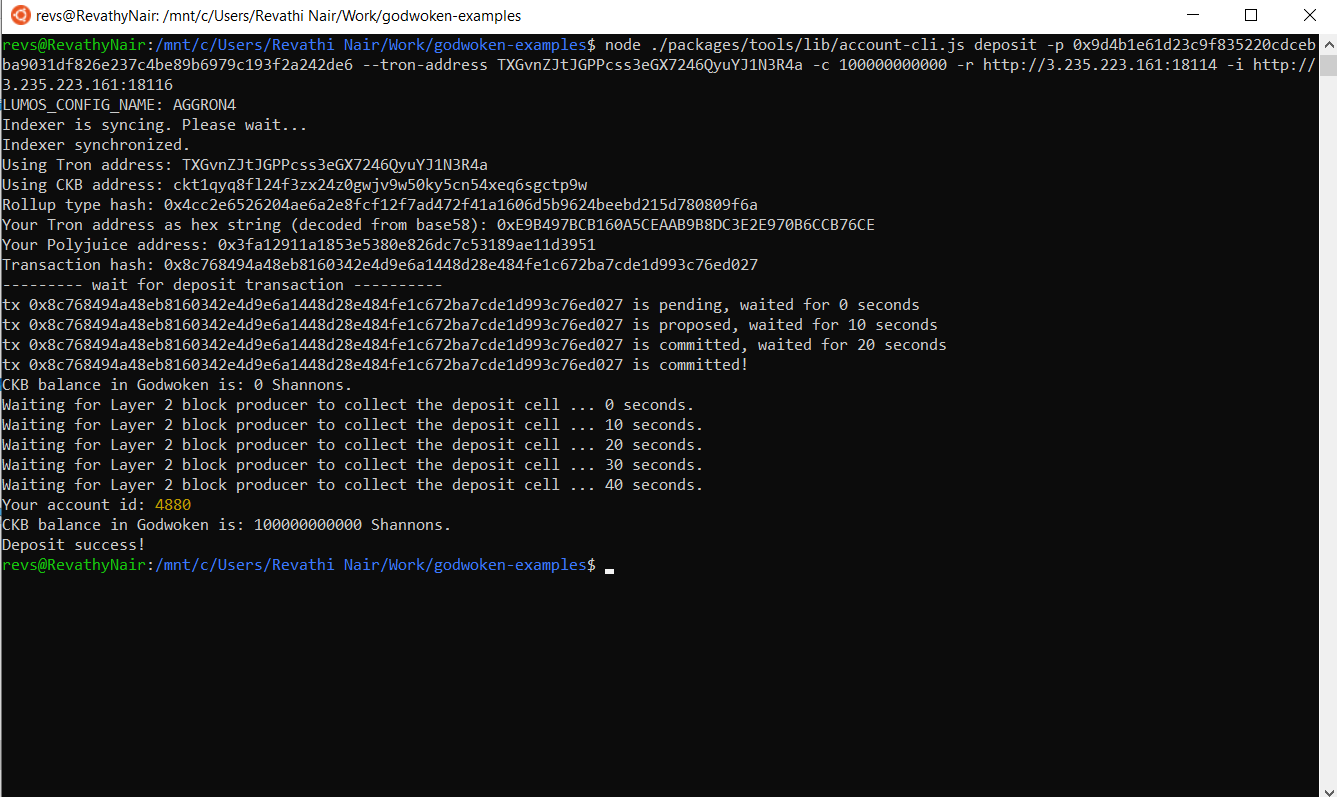 revs@RevathyNair: /mnt/c/Users/Revathi Nair/Work/godwoken-examples
revs@RevathyNair:/mnt/c/Users/Revathi Nair/Work/godwoken-examples$ node ./packages/tools/lib/account-cli.js deposit -p 0x9d4b1e61d23c9f835220cdceb
ba9031df826e237c4be89b6979c193f2a242de6 --tron-address TXGvnZJtJGPPcss3eGX7246QyuYJ1N3R4a -c 100000000000 -r http://3.235.223.161:18114 -i http://
3.235.223.161:18116
LUMOS_CONFIG_NAME: AGGRON4
Indexer is syncing. Please wait...
Indexer synchronized.
Using Tron address: TXGvnZJtJGPPcss3eGX7246QyuYJ1N3R4a
Using CKB address: ckt1qyq8fl24f3zx24z0gwjv9w50ky5cn54xeq6sgctp9w
Rollup type hash: 0x4cc2e6526204ae6a2e8fcf12f7ad472f41a1606d5b9624beebd215d780809f6a
Your Tron address as hex string (decoded from base58): 0xE9B497BCB160A5CEAAB9B8DC3E2E970B6CCB76CE
Your Polyjuice address: 0x3fa12911a1853e5380e826dc7c53189ae11d3951
Transaction hash: 0x8c768494a48eb8160342e4d9e6a1448d28e484fe1c672ba7cde1d993c76ed027
--------- wait for deposit transaction ----------
tx 0x8c768494a48eb8160342e4d9e6a1448d28e484fe1c672ba7cde1d993c76ed027 is pending, waited for 0 seconds
tx 0x8c768494a48eb8160342e4d9e6a1448d28e484fe1c672ba7cde1d993c76ed027 is proposed, waited for 10 seconds
tx 0x8c768494a48eb8160342e4d9e6a1448d28e484fe1c672ba7cde1d993c76ed027 is committed, waited for 20 seconds
tx 0x8c768494a48eb8160342e4d9e6a1448d28e484fe1c672ba7cde1d993c76ed027 is committed!
CKB balance in Godwoken is: 0 Shannons.
Waiting for Layer 2 block producer to collect the deposit cell ... 0 seconds.
Waiting for Layer 2 block producer to collect the deposit cell ... 10 seconds.
Waiting for Layer 2 block producer to collect the deposit cell ... 20 seconds.
Waiting for Layer 2 block producer to collect the deposit cell ... 30 seconds.
Waiting for Layer 2 block producer to collect the deposit cell ... 40 seconds.
Your account id: 4880
CKB balance in Godwoken is: 100000000000 Shannons.
Deposit success!
revs@RevathyNair:/mnt/c/Users/Revathi Nair/Work/godwoken-examples$